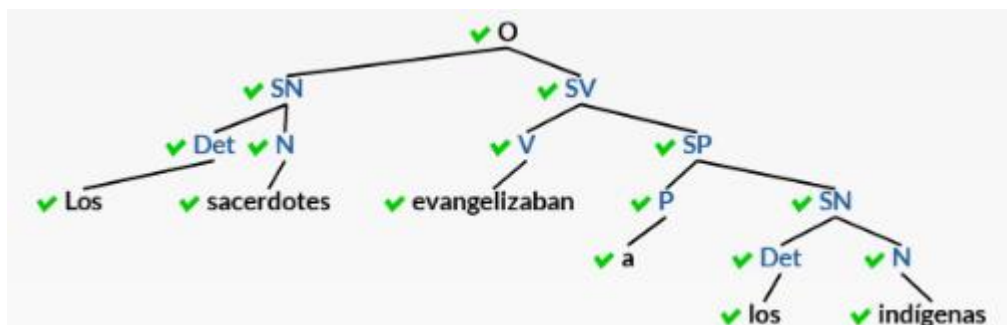 O
SN SV
Det N V SP
Los sacerdotes evangelizaban P SN
a Det N
los indígenas